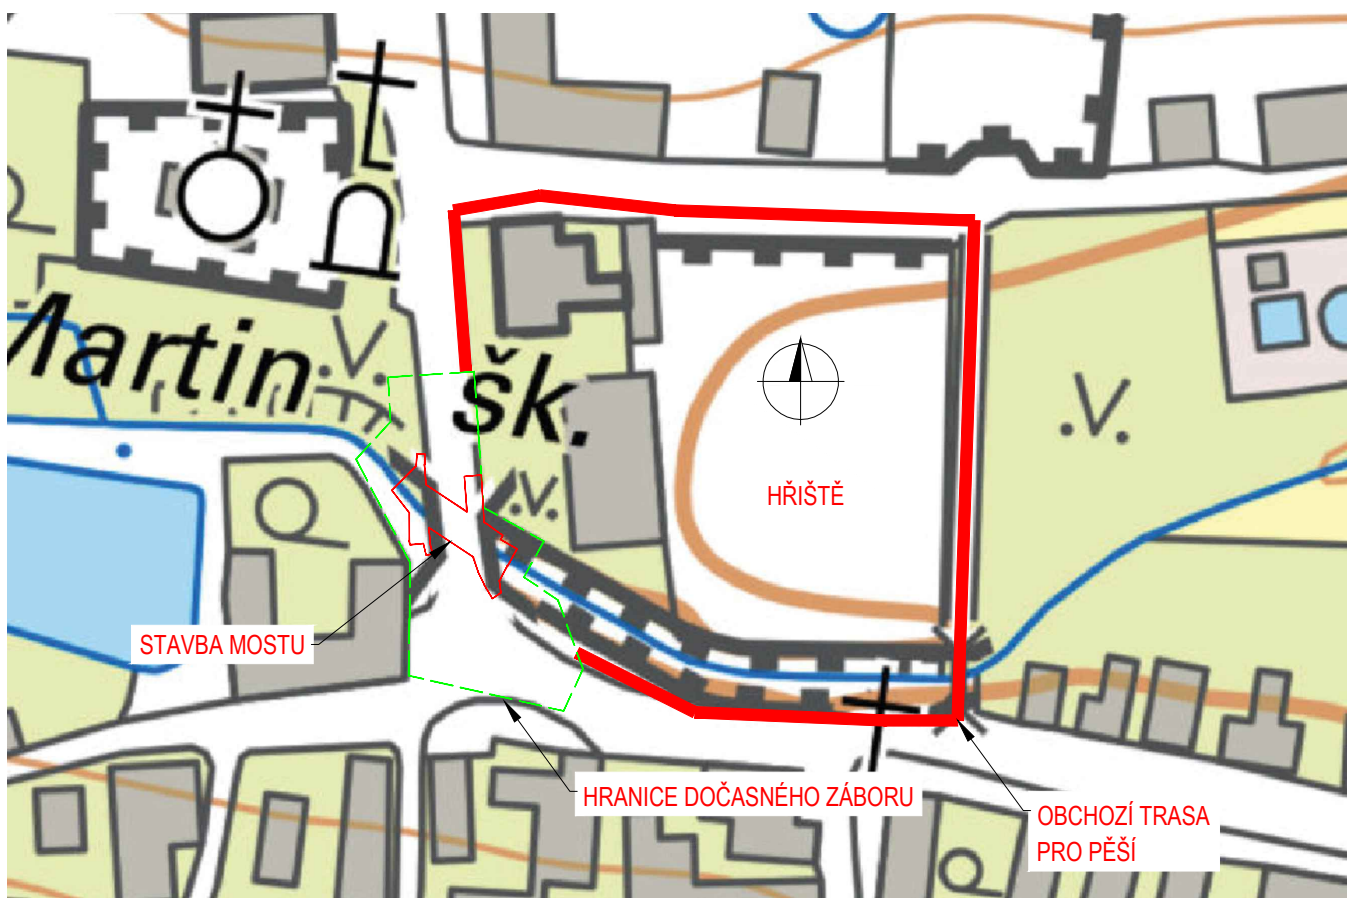 Martin
šk.
.V.
.V.
.V.
HŘIŠTĚ
STAVBA MOSTU
HRANICE DOČASNÉHO ZÁBORU
OBCHOZÍ TRASA
PRO PĚŠÍ